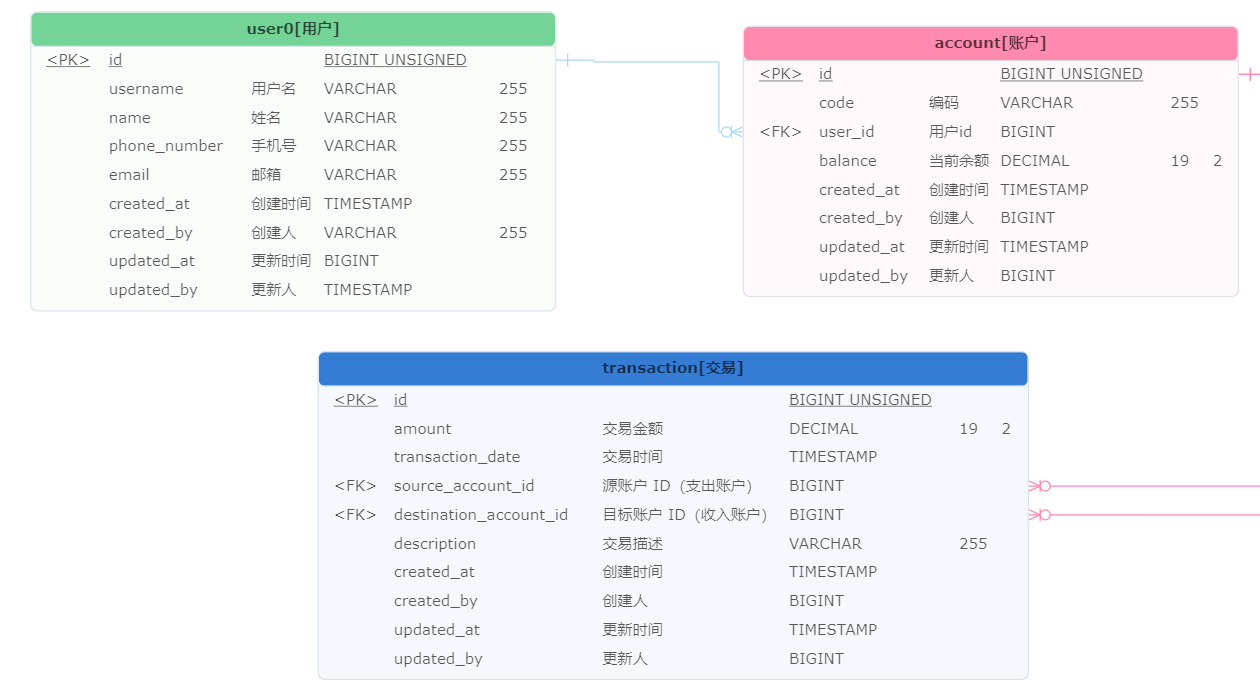 user0[用户]
<PK> id BIGINT UNSIGNED
username 用户名 VARCHAR 255
name 姓名 VARCHAR 255
phone_number 手机号 VARCHAR 255
email 邮箱 VARCHAR 255
created_at 创建时间 TIMESTAMP
created_by 创建人 VARCHAR 255
updated_at 更新时间 BIGINT
updated_by 更新人 TIMESTAMP
account[账户]
<PK> id BIGINT UNSIGNED
code 编码 VARCHAR 255
<FK> user_id 用户id BIGINT
balance 当前余额 DECIMAL 19 2
created_at 创建时间 TIMESTAMP
created_by 创建人 BIGINT
updated_at 更新时间 TIMESTAMP
updated_by 更新人 BIGINT
transaction[交易]
<PK> id BIGINT UNSIGNED
amount 交易金额 DECIMAL 19 2
transaction_date 交易时间 TIMESTAMP
<FK> source_account_id 源账户 ID（支出账户） BIGINT
<FK> destination_account_id 目标账户 ID（收入账户） BIGINT
description 交易描述 VARCHAR 255
created_at 创建时间 TIMESTAMP
created_by 创建人 BIGINT
updated_at 更新时间 TIMESTAMP
updated_by 更新人 BIGINT